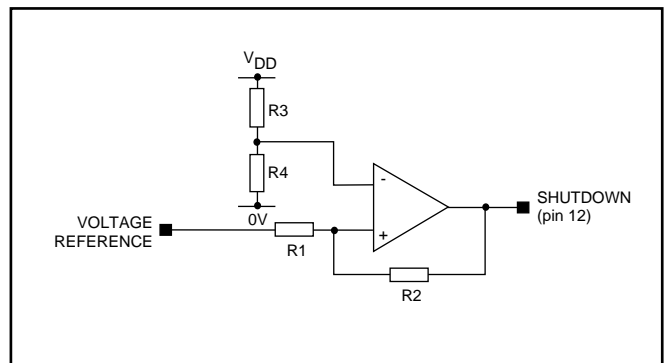 VDD
R3
R4
0V
VOLTAGE
REFERENCE
R1
-
+
R2
SHUTDOWN
(pin 12)